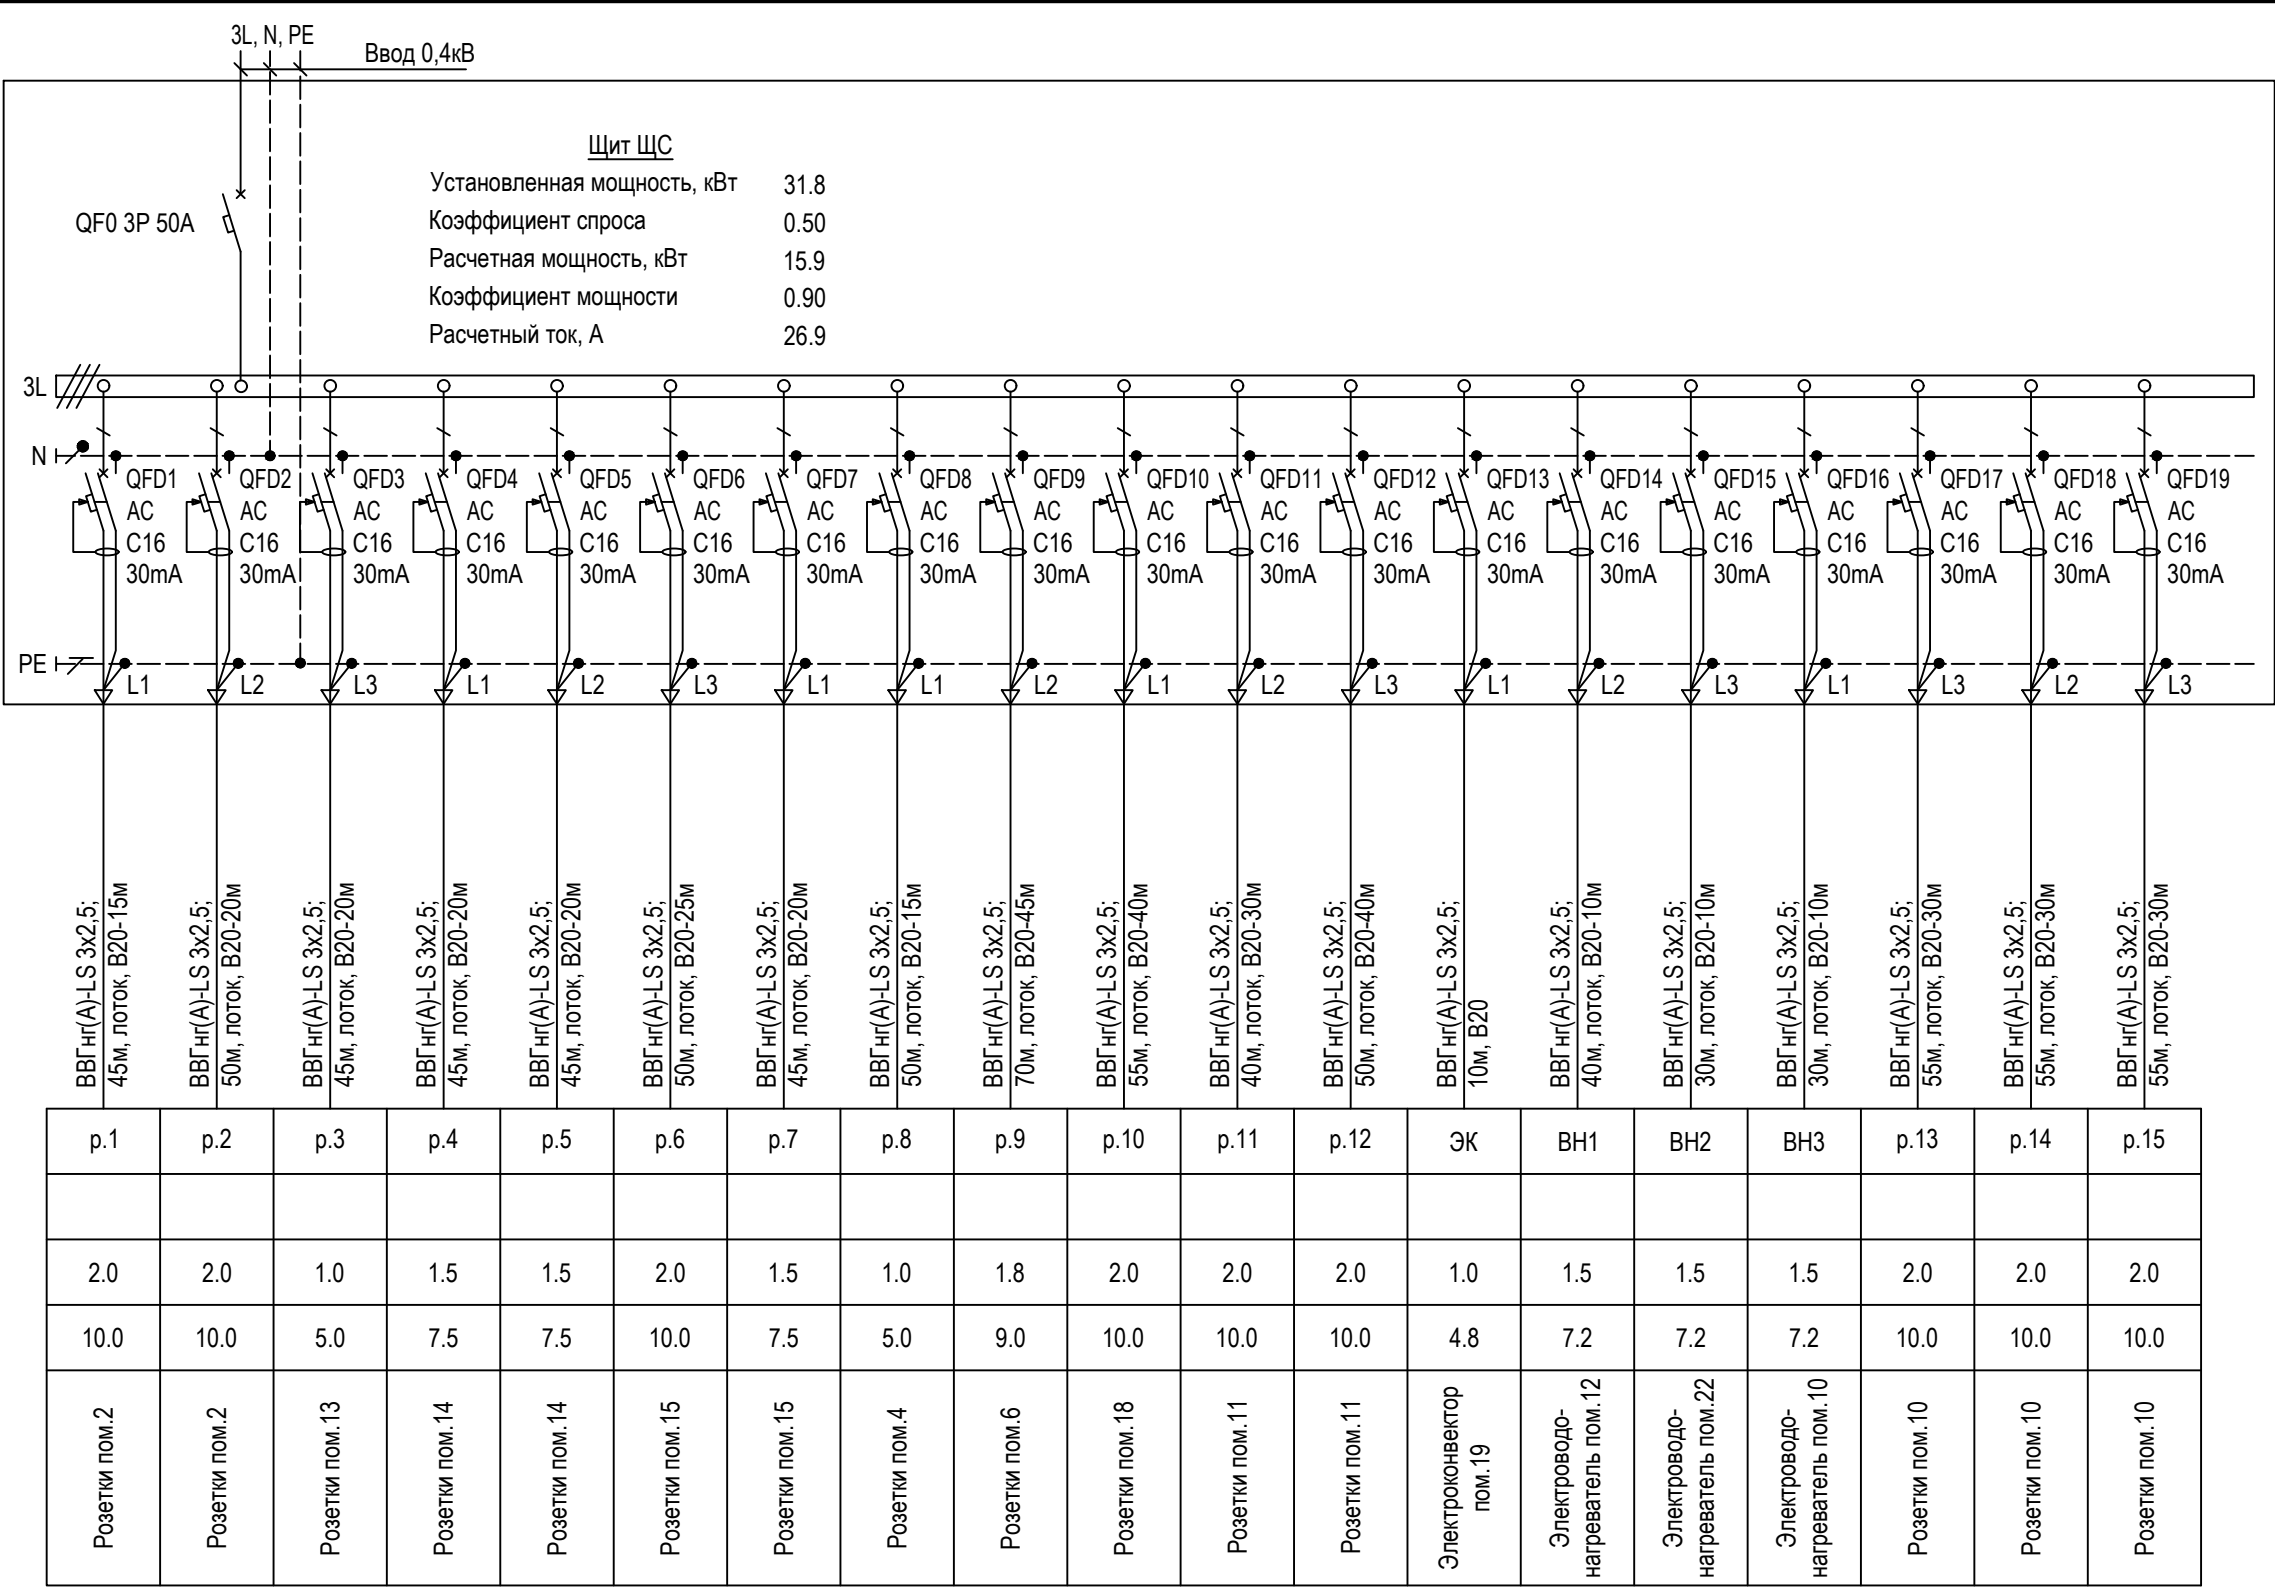 3L, N, PE
Ввод 0,4кВ
Щит ЩС
Установленная мощность, кВт 31.8
Коэффициент спроса 0.50
Расчетная мощность, кВт 15.9
Коэффициент мощности 0.90
Расчетный ток, А 26.9
QF0 3P 50A
3L
N
QFD1 QFD2 QFD3 QFD4 QFD5 QFD6 QFD7 QFD8 QFD9 QFD10 QFD11 QFD12 QFD13 QFD14 QFD15 QFD16 QFD17 QFD18 QFD19
AC AC AC AC AC AC AC AC AC AC AC AC AC AC AC AC AC AC AC
C16 C16 C16 C16 C16 C16 C16 C16 C16 C16 C16 C16 C16 C16 C16 C16 C16 C16 C16
30mA 30mA 30mA 30mA 30mA 30mA 30mA 30mA 30mA 30mA 30mA 30mA 30mA 30mA 30mA 30mA 30mA 30mA 30mA
PE
L1 L2 L3 L1 L2 L3 L1 L1 L2 L1 L2 L3 L1 L2 L3 L1 L3 L2 L3
ВВГнг(А)-LS 3х2,5;
45м, лоток, В20-15м
ВВГнг(А)-LS 3х2,5;
50м, лоток, В20-20м
ВВГнг(А)-LS 3х2,5;
45м, лоток, В20-20м
ВВГнг(А)-LS 3х2,5;
45м, лоток, В20-20м
ВВГнг(А)-LS 3х2,5;
45м, лоток, В20-20м
ВВГнг(А)-LS 3х2,5;
50м, лоток, В20-25м
ВВГнг(А)-LS 3х2,5;
45м, лоток, В20-20м
ВВГнг(А)-LS 3х2,5;
50м, лоток, В20-15м
ВВГнг(А)-LS 3х2,5;
70м, лоток, В20-45м
ВВГнг(А)-LS 3х2,5;
55м, лоток, В20-40м
ВВГнг(А)-LS 3х2,5;
40м, лоток, В20-30м
ВВГнг(А)-LS 3х2,5;
50м, лоток, В20-40м
ВВГнг(А)-LS 3х2,5;
10м, В20
ВВГнг(А)-LS 3х2,5;
40м, лоток, В20-10м
ВВГнг(А)-LS 3х2,5;
30м, лоток, В20-10м
ВВГнг(А)-LS 3х2,5;
30м, лоток, В20-10м
ВВГнг(А)-LS 3х2,5;
55м, лоток, В20-30м
ВВГнг(А)-LS 3х2,5;
55м, лоток, В20-30м
ВВГнг(А)-LS 3х2,5;
55м, лоток, В20-30м
р.1 р.2 р.3 р.4 р.5 р.6 р.7 р.8 р.9 р.10 р.11 р.12 ЭК ВН1 ВН2 ВН3 р.13 р.14 р.15
2.0 2.0 1.0 1.5 1.5 2.0 1.5 1.0 1.8 2.0 2.0 2.0 1.0 1.5 1.5 1.5 2.0 2.0 2.0
10.0 10.0 5.0 7.5 7.5 10.0 7.5 5.0 9.0 10.0 10.0 10.0 4.8 7.2 7.2 7.2 10.0 10.0 10.0
Розетки пом.2
Розетки пом.2
Розетки пом.13
Розетки пом.14
Розетки пом.14
Розетки пом.15
Розетки пом.15
Розетки пом.4
Розетки пом.6
Розетки пом.18
Розетки пом.11
Розетки пом.11
Электроконвектор
пом.19
Электроводо-
нагреватель пом.12
Электроводо-
нагреватель пом.22
Электроводо-
нагреватель пом.10
Розетки пом.10
Розетки пом.10
Розетки пом.10